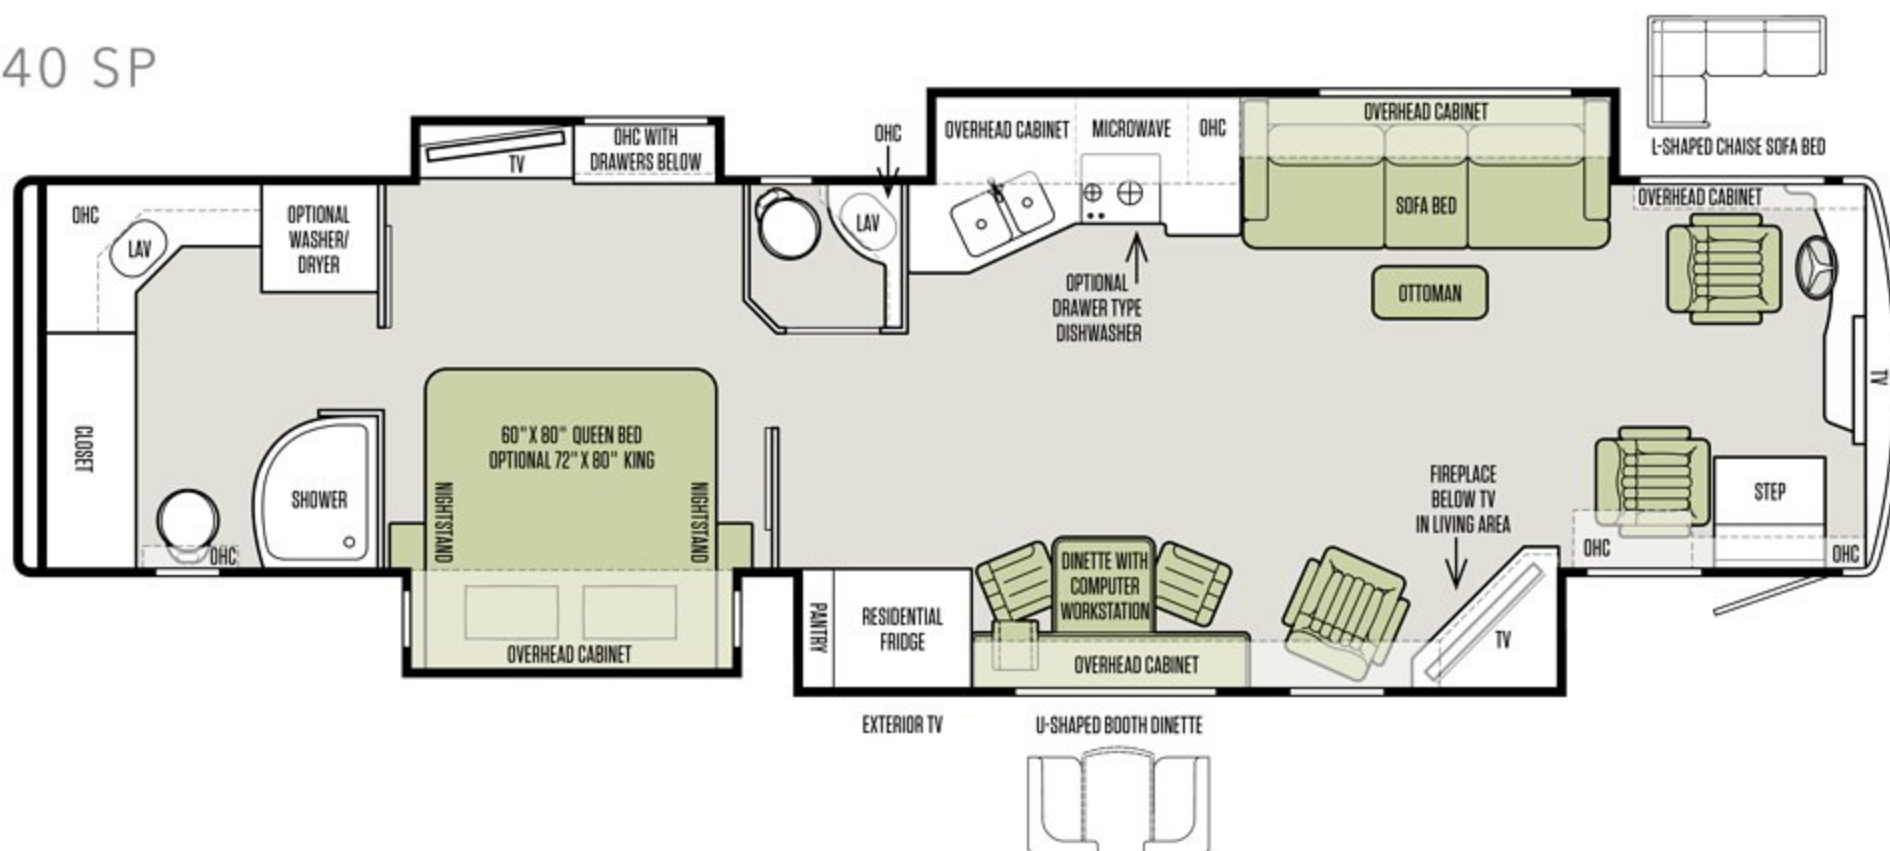 40 SP
L-SHAPED CHAISE SOFA BED
TV
OHC WITH
DRAWERS BELOW
OHC
OVERHEAD CABINET
MICROWAVE
OHC
OVERHEAD CABINET
SOFA BED
OVERHEAD CABINET
OHC
LAV
OPTIONAL
WASHER/
DRYER
LAV
OPTIONAL
DRAWER TYPE
DISHWASHER
OTTOMAN
TV
CLOSET
SHOWER
OHC
60" X 80" QUEEN BED
OPTIONAL 72" X 80" KING
NIGHTSTAND
NIGHTSTAND
OVERHEAD CABINET
PANTRY
RESIDENTIAL
FRIDGE
DINETTE WITH
COMPUTER
WORKSTATION
OVERHEAD CABINET
FIREPLACE
BELOW TV
IN LIVING AREA
TV
OHC
STEP
OHC
EXTERIOR TV
U-SHAPED BOOTH DINETTE